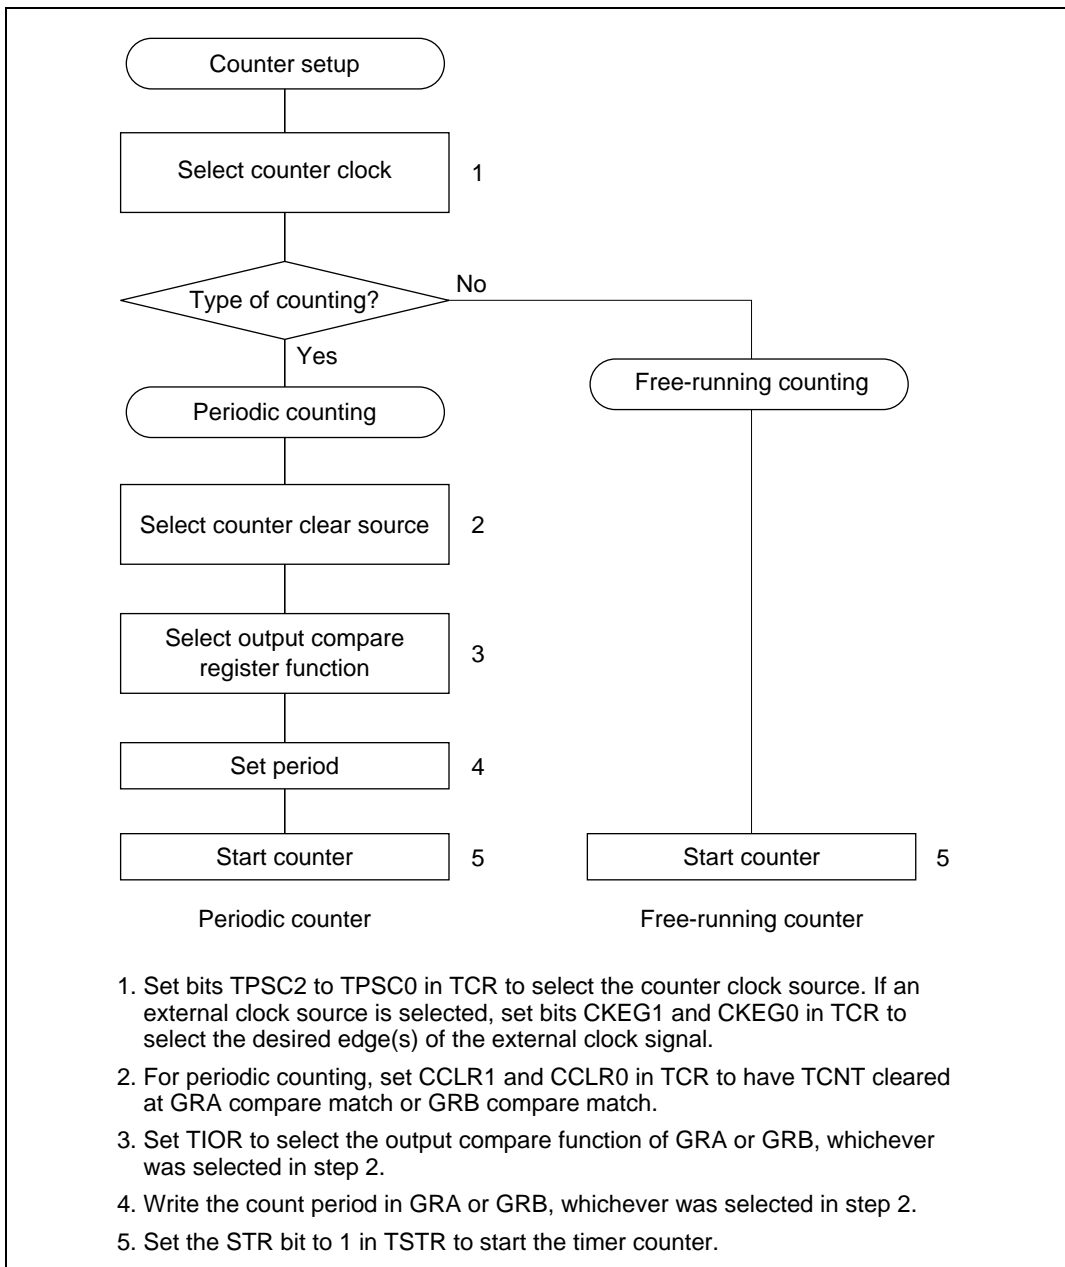 Counter setup
Select counter clock
1
Type of counting?
No
Yes
Periodic counting
Free-running counting
Select counter clear source
2
Select output compare
register function
3
Set period
4
Start counter
5
Start counter
5
Periodic counter
Free-running counter
1. Set bits TPSC2 to TPSC0 in TCR to select the counter clock source. If an
external clock source is selected, set bits CKEG1 and CKEG0 in TCR to
select the desired edge(s) of the external clock signal.
2. For periodic counting, set CCLR1 and CCLR0 in TCR to have TCNT cleared
at GRA compare match or GRB compare match.
3. Set TIOR to select the output compare function of GRA or GRB, whichever
was selected in step 2.
4. Write the count period in GRA or GRB, whichever was selected in step 2.
5. Set the STR bit to 1 in TSTR to start the timer counter.